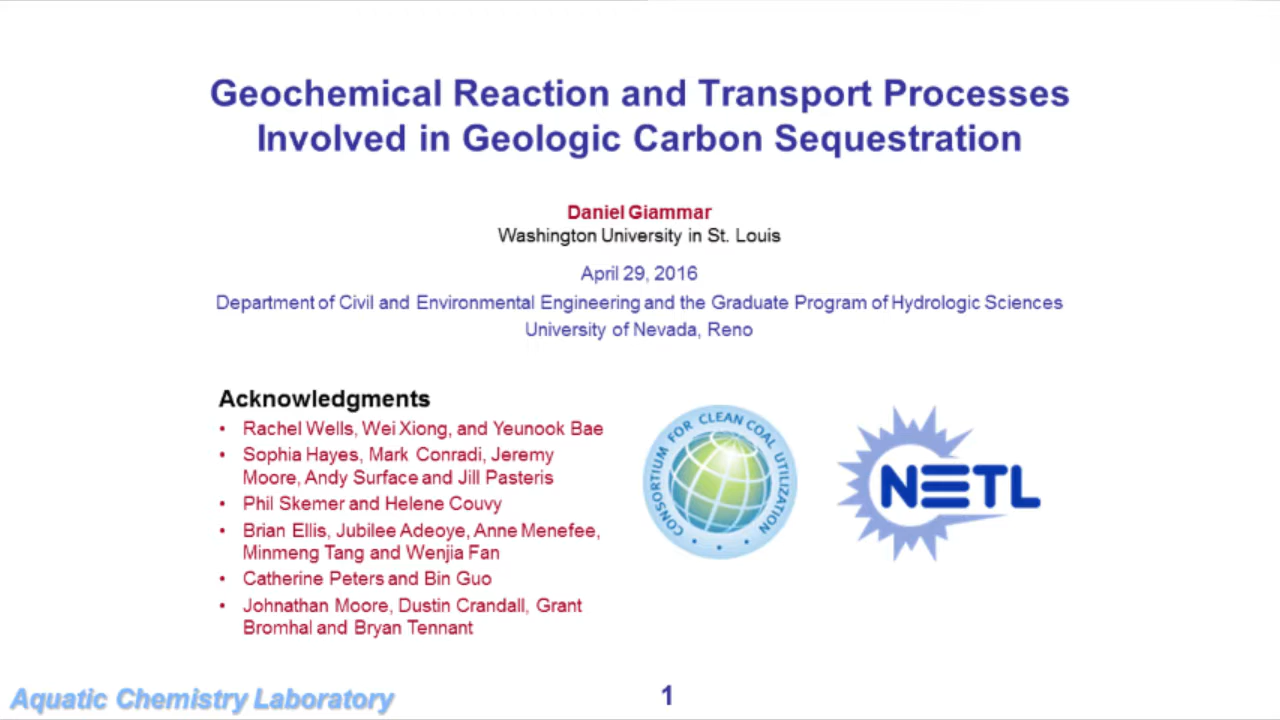 Geochemical Reaction and Transport Processes
Involved in Geologic Carbon Sequestration
Daniel Giammar
Washington University in St. Louis
April 29, 2016
Department of Civil and Environmental Engineering and the Graduate Program of Hydrologic Sciences
University of Nevada, Reno
Acknowledgments
• Rachel Wells, Wei Xiong, and Yeunook Bae
• Sophia Hayes, Mark Conradi, Jeremy
Moore, Andy Surface and Jill Pasteris
• Phil Skemer and Helene Couvy
• Brian Ellis, Jubilee Adeoye, Anne Menefee,
Minmeng Tang and Wenjia Fan
• Catherine Peters and Bin Guo
• Johnathan Moore, Dustin Crandall, Grant
Bromhal and Bryan Tennant
CONSORTIUM FOR CLEAN COAL UTILIZATION
NETL
Aquatic Chemistry Laboratory
1